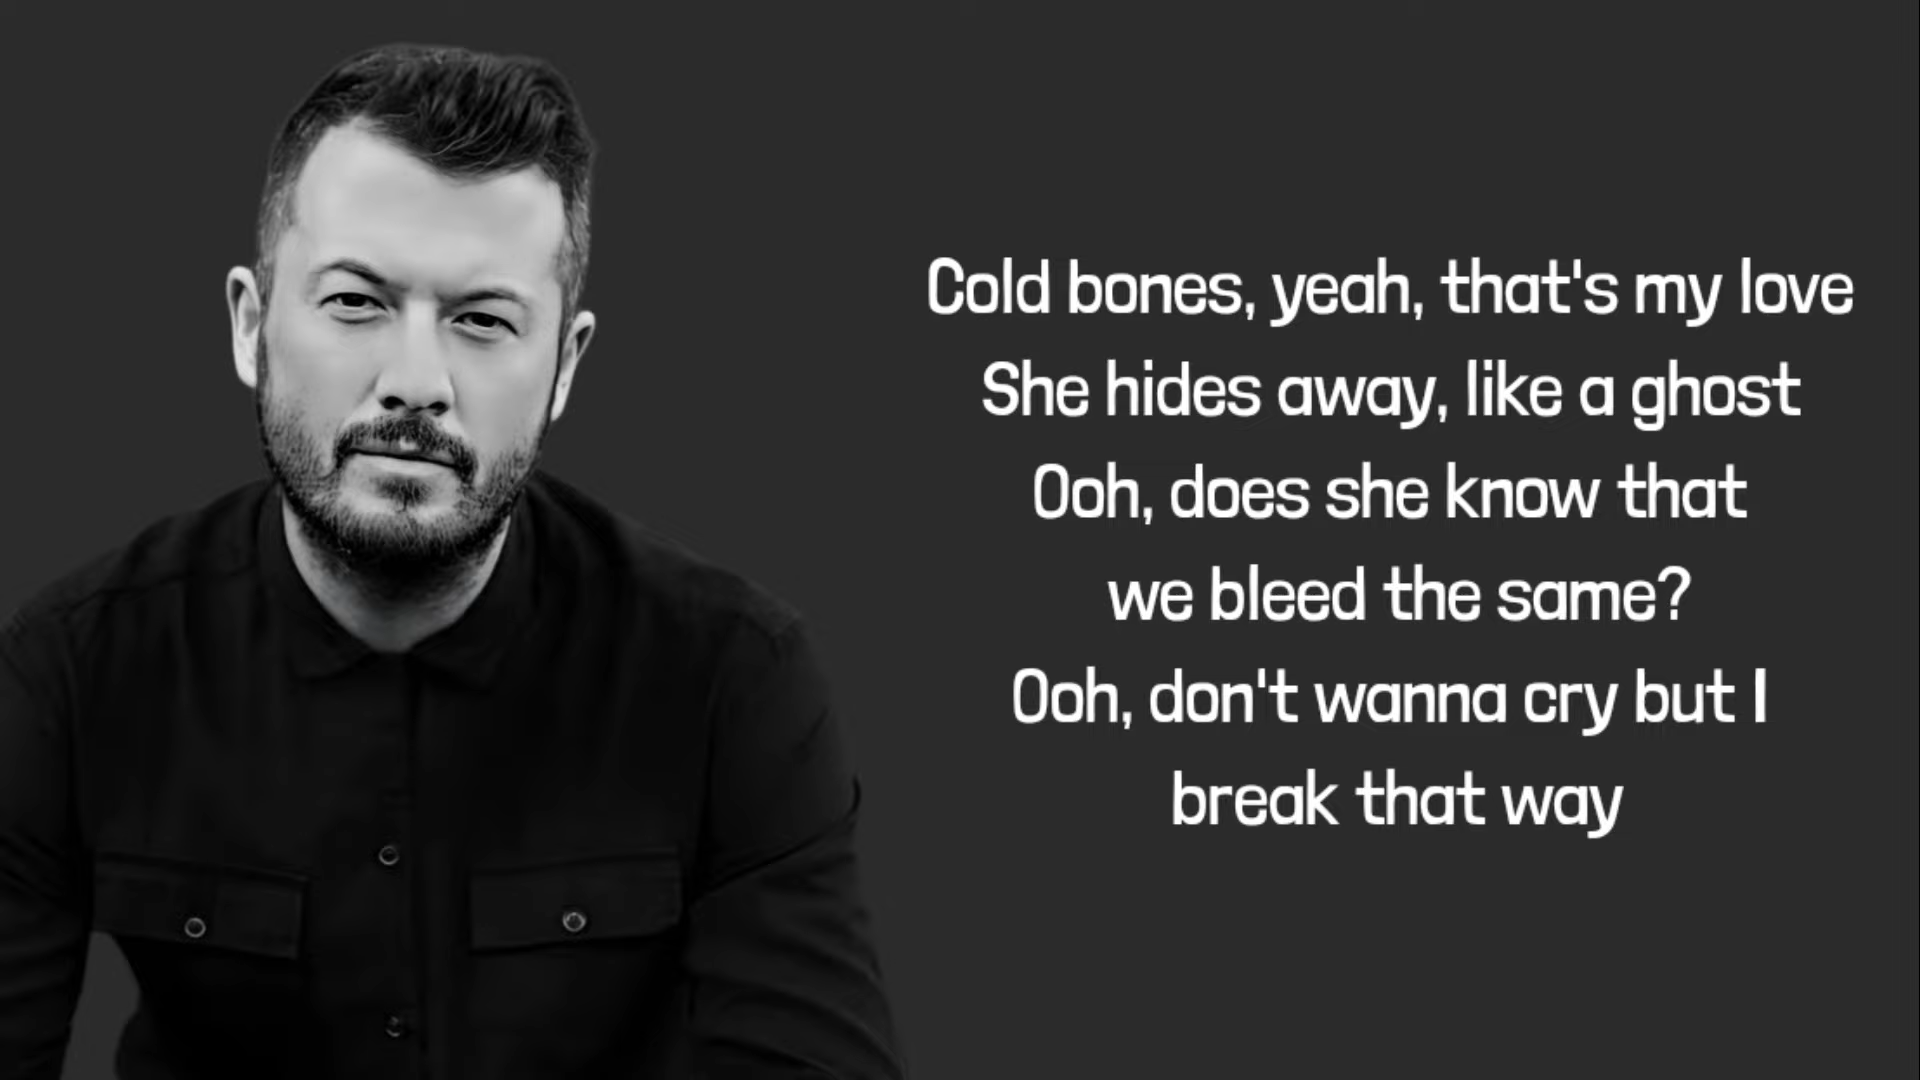 Cold bones, yeah, that's my love
She hides away, like a ghost
Ooh, does she know that
we bleed the same?
Ooh, don't wanna cry but I
break that way